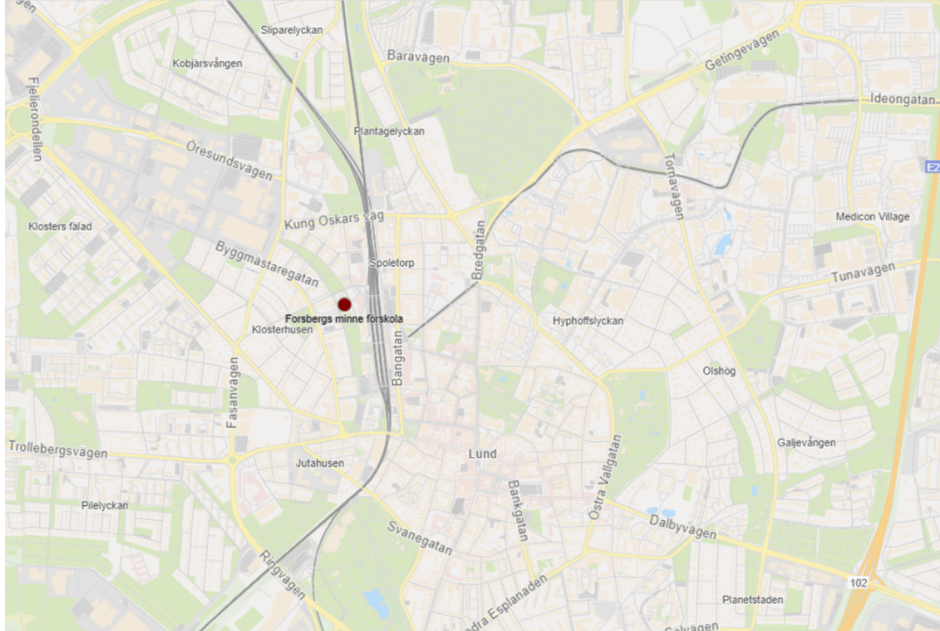 Sliparelyckan
Kobjarsvången
Baravägen
Getingevägen
Ideongatan
Fjelierondellen
Plantagelyckan
Öresundsvägen
Tornavägen
Kung Oskars väg
Medicon Village
Klosters fälad
Bredgatan
Byggmästaregatan
Spoletorp
Tunavägen
Forsbergs minne förskola
Klosterhusen
Hyphoffslyckan
Bangatan
Olshög
Fasanvägen
Trollebergsvägen
Galjevången
Lund
Jutahusen
Östra Vallgatan
Pilelyckan
Bankgatan
Dalbyvägen
Svanegatan
Ringvägen
102
dra Esplanaden
Planetstaden